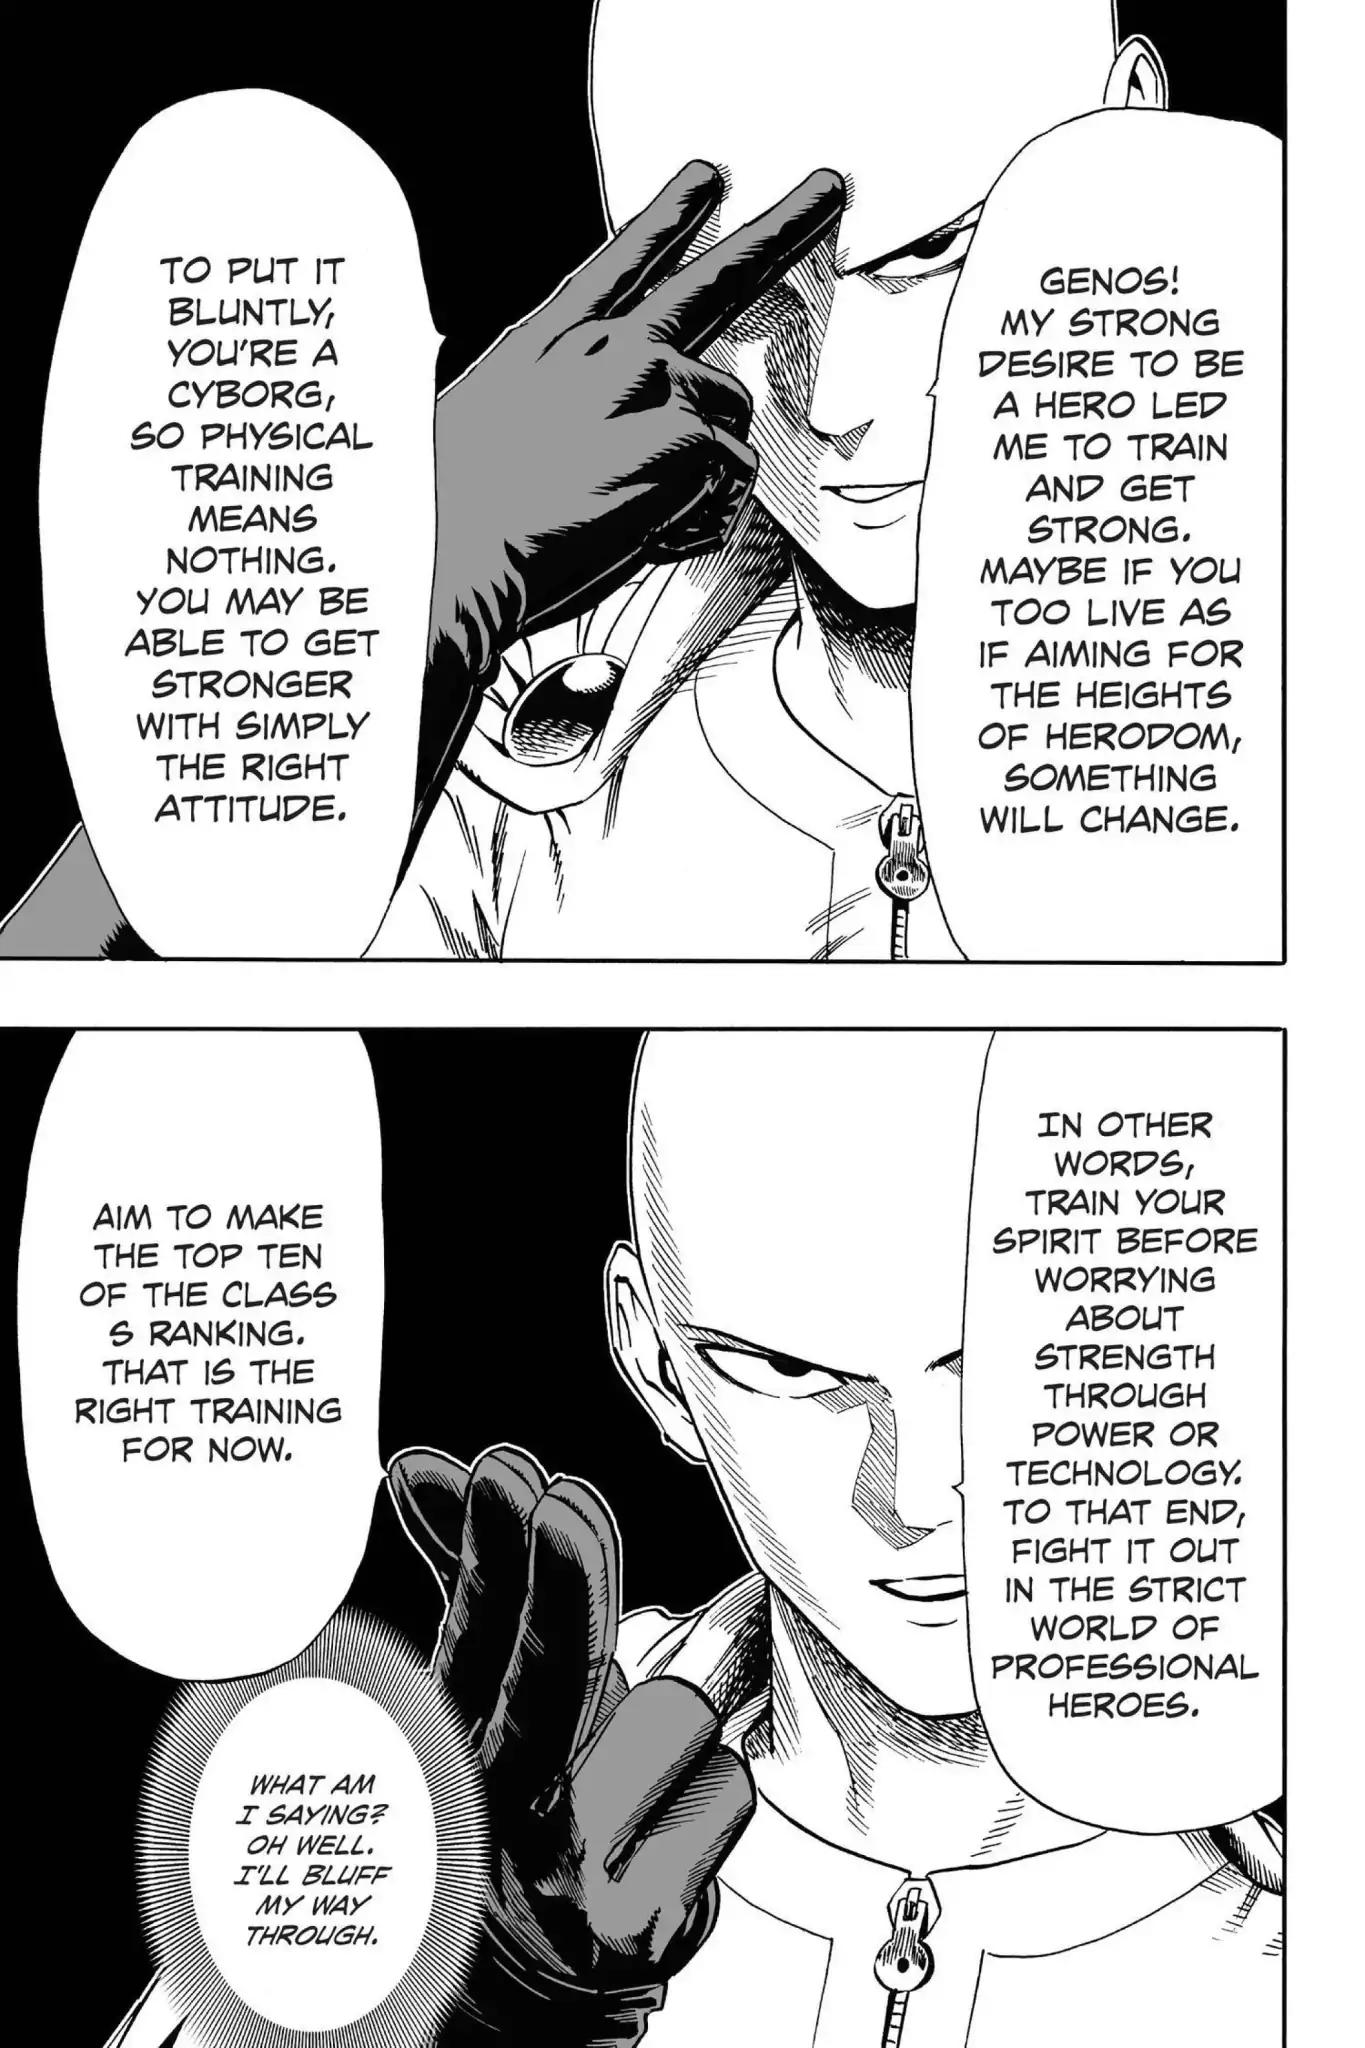 GENOS!
MY STRONG
DESIRE TO BE
A HERO LED
ME TO TRAIN
AND GET
STRONG.
MAYBE IF YOU
TOO LIVE AS
IF AIMING FOR
THE HEIGHTS
OF HERODOM,
SOMETHING
WILL CHANGE.
TO PUT IT
BLUNTLY,
YOU'RE A
CYBORG,
SO PHYSICAL
TRAINING
MEANS
NOTHING.
YOU MAY BE
ABLE TO GET
STRONGER
WITH SIMPLY
THE RIGHT
ATTITUDE.
IN OTHER
WORDS,
TRAIN YOUR
SPIRIT BEFORE
WORRYING
ABOUT
STRENGTH
THROUGH
POWER OR
TECHNOLOGY.
TO THAT END,
FIGHT IT OUT
IN THE STRICT
WORLD OF
PROFESSIONAL
HEROES.
AIM TO MAKE
THE TOP TEN
OF THE CLASS
S RANKING.
THAT IS THE
RIGHT TRAINING
FOR NOW.
WHAT AM
I SAYING?
OH WELL.
I'LL BLUFF
MY WAY
THROUGH.